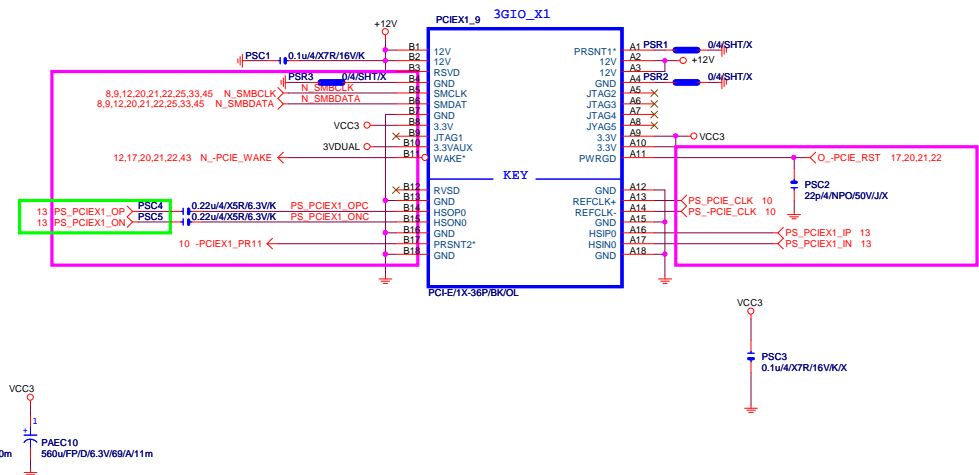 3GIO_X1
PCIEX1_9
+12V
PSC1 0.1u/4/X7R/16V/K
B1 12V
B2 12V
B3 RSVD
PSR3 0/4/SHT/X B4 GND
8,9,12,20,21,22,25,33,45 N_SMBCLK N_SMBCLK B5 SMCLK
8,9,12,20,21,22,25,33,45 N_SMBDATA N_SMBDATA B6 SMDAT
B7 GND
VCC3 B8 3.3V
B9 JTAG1
3VDUAL B10 3.3VAUX
12,17,20,21,22,43 N_-PCIE_WAKE B11 WAKE*
KEY
B12 RVSD
B13 GND
13 PS_PCIEX1_OP PSC4 0.22u/4/X5R/6.3V/K PS_PCIEX1_OPC B14 HSOP0
13 PS_PCIEX1_ON PSC5 0.22u/4/X5R/6.3V/K PS_PCIEX1_ONC B15 HSON0
B16 GND
10 -PCIEX1_PR11 B17 PRSNT2*
B18 GND
PCI-E/1X-36P/BK/OL
PRSNT1* A1 PSR1 0/4/SHT/X
12V A2 +12V
12V A3
GND A4 PSR2 0/4/SHT/X
JTAG2 A5
JTAG3 A6
JTAG4 A7
JYAG5 A8
3.3V A9 VCC3
3.3V A10
PWRGD A11 O_-PCIE_RST 17,20,21,22
PSC2
22p/4/NPO/50V/J/X
GND A12
REFCLK+ A13 PS_PCIE_CLK 10
REFCLK- A14 PS_-PCIE_CLK 10
GND A15
HSIP0 A16 PS_PCIEX1_IP 13
HSIN0 A17 PS_PCIEX1_IN 13
GND A18
VCC3
PSC3
0.1u/4/X7R/16V/K/X
VCC3
1
+
PAEC10
0m 560u/FP/D/6.3V/69/A/11m